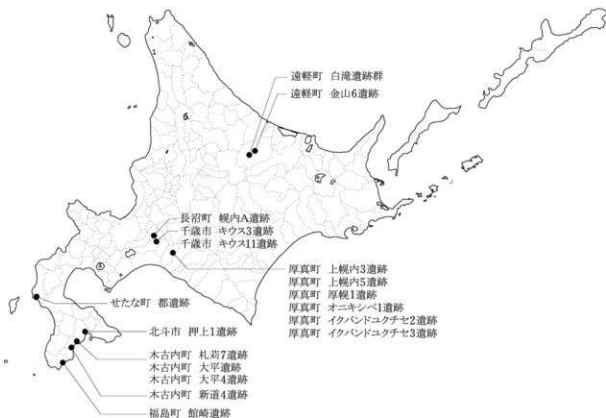 遠軽町 白滝遺跡群
遠軽町 金山6遺跡
長沼町 幌内A遺跡
千歳市 キウス3遺跡
千歳市 キウス11遺跡
厚真町 上幌内3遺跡
厚真町 上幌内5遺跡
厚真町 厚幌1遺跡
厚真町 オニキシベ1遺跡
厚真町 イクバンドユクチセ2遺跡
厚真町 イクバンドユクチセ3遺跡
せたな町 都遺跡
北斗市 押上1遺跡
木古内町 札苅7遺跡
木古内町 大平遺跡
木古内町 大平4遺跡
木古内町 新道4遺跡
福島町 館崎遺跡